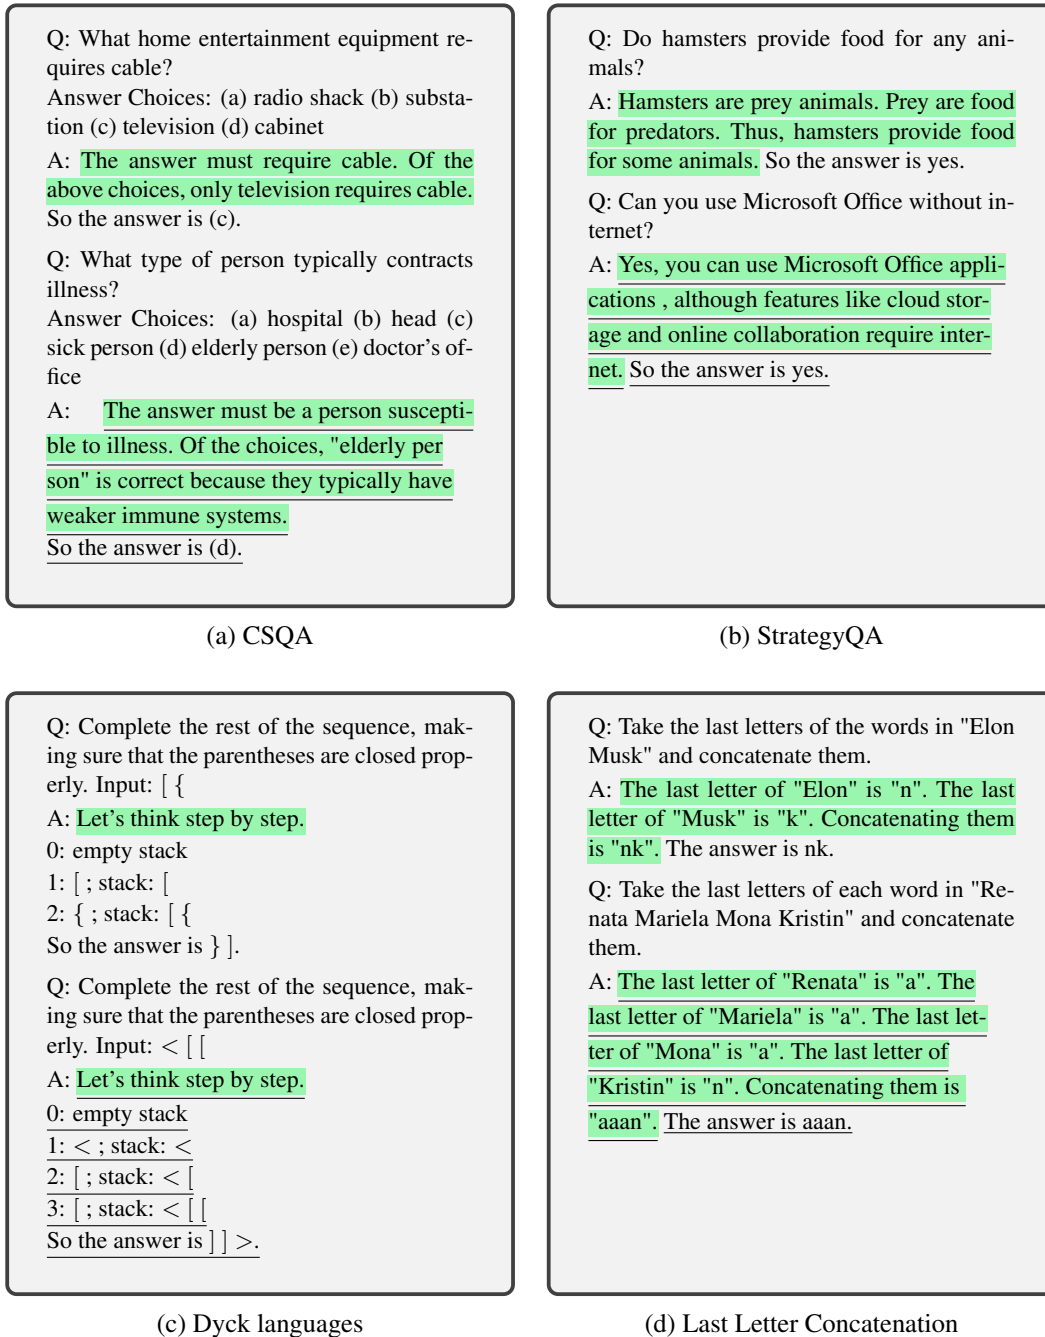 Q: What home entertainment equipment re-
quires cable?
Answer Choices: (a) radio shack (b) substa-
tion (c) television (d) cabinet
A: The answer must require cable. Of the
above choices, only television requires cable.
So the answer is (c).
Q: What type of person typically contracts
illness?
Answer Choices: (a) hospital (b) head (c)
sick person (d) elderly person (e) doctor's of-
fice
A: The answer must be a person suscepti-
ble to illness. Of the choices, "elderly per
son" is correct because they typically have
weaker immune systems.
So the answer is (d).
(a) CSQA
Q: Do hamsters provide food for any ani-
mals?
A: Hamsters are prey animals. Prey are food
for predators. Thus, hamsters provide food
for some animals. So the answer is yes.
Q: Can you use Microsoft Office without in-
ternet?
A: Yes, you can use Microsoft Office appli-
cations , although features like cloud stor-
age and online collaboration require inter-
net. So the answer is yes.
(b) StrategyQA
Q: Complete the rest of the sequence, mak-
ing sure that the parentheses are closed prop-
erly. Input: [ {
A: Let's think step by step.
0: empty stack
1: [ ; stack: [
2: { ; stack: [ {
So the answer is } ].
Q: Complete the rest of the sequence, mak-
ing sure that the parentheses are closed prop-
erly. Input: < [ [
A: Let's think step by step.
0: empty stack
1: < ; stack: <
2: [ ; stack: < [
3: [ ; stack: < [ [
So the answer is ] ] >.
(c) Dyck languages
Q: Take the last letters of the words in "Elon
Musk" and concatenate them.
A: The last letter of "Elon" is "n". The last
letter of "Musk" is "k". Concatenating them
is "nk". The answer is nk.
Q: Take the last letters of each word in "Re-
nata Mariela Mona Kristin" and concatenate
them.
A: The last letter of "Renata" is "a". The
last letter of "Mariela" is "a". The last let-
ter of "Mona" is "a". The last letter of
"Kristin" is "n". Concatenating them is
"aaan". The answer is aaan.
(d) Last Letter Concatenation